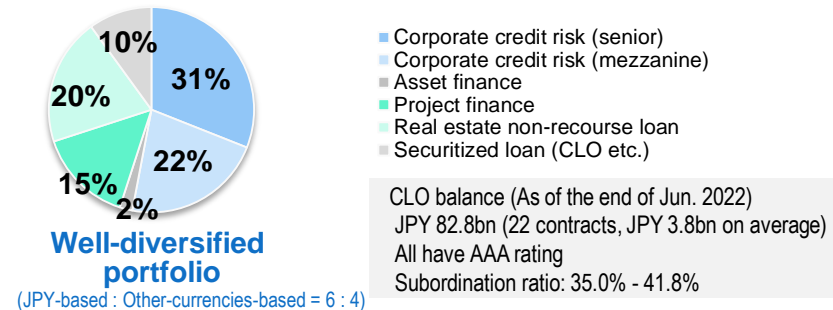 10%
31%
20%
22%
15%
2%
Well-diversified
portfolio
(JPY-based : Other-currencies-based = 6 : 4)
Corporate credit risk (senior)
Corporate credit risk (mezzanine)
Asset finance
Project finance
Real estate non-recourse loan
Securitized loan (CLO etc.)
CLO balance (As of the end of Jun. 2022)
JPY 82.8bn (22 contracts, JPY 3.8bn on average)
All have AAA rating
Subordination ratio: 35.0% - 41.8%